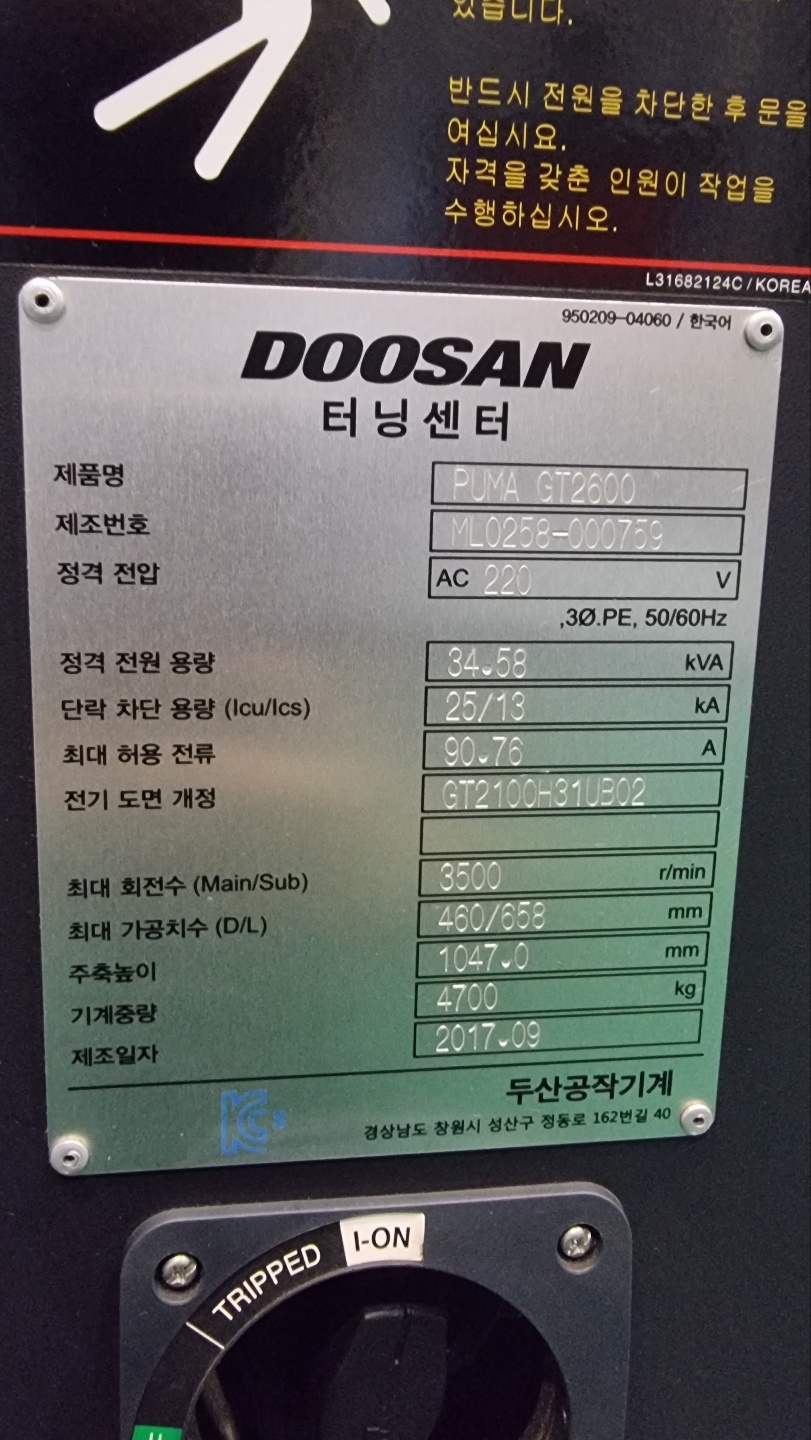 있습니다.
반드시 전원을 차단한 후 문을
여십시요.
자격을 갖춘 인원이 작업을
수행하십시오.
L31682124C / KOREA
950209-04060 / 한국어
DOOSAN
터닝센터
제품명 PUMA GT2600
제조번호 ML0258-000759
정격 전압 AC 220 V
,3Ø.PE, 50/60Hz
정격 전원 용량 34.58 kVA
단락 차단 용량 (Icu/Ics) 25/13 kA
최대 허용 전류 90.76 A
전기 도면 개정 GT2100H31UB02
최대 회전수 (Main/Sub) 3500 r/min
최대 가공치수 (D/L) 460/658 mm
주축높이 1047.0 mm
기계중량 4700 kg
제조일자 2017.09
두산공작기계
경상남도 창원시 성산구 정동로 162번길 40
KCs
TRIPPED
I-ON